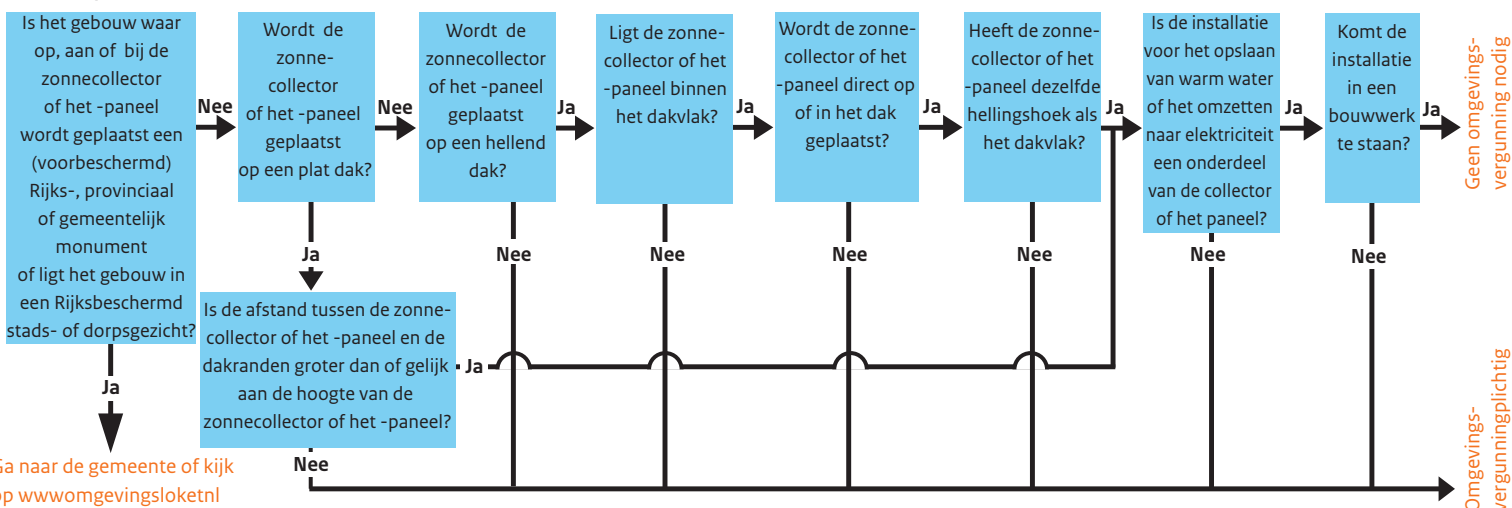 Is het gebouw waar
op, aan of bij de
zonnecollector
of het -paneel
wordt geplaatst een
(voorbeschermd)
Rijks-, provinciaal
of gemeentelijk
monument
of ligt het gebouw in
een Rijksbeschermd
stads- of dorpsgezicht?
Nee
Ja
Ga naar de gemeente of kijk
op wwwomgevingsloketnl
Wordt de
zonne-
collector
of het -paneel
geplaatst
op een plat dak?
Nee
Ja
Is de afstand tussen de zonne-
collector of het -paneel en de
dakranden groter dan of gelijk
aan de hoogte van de
zonnecollector of het -paneel?
Ja
Nee
Wordt de
zonnecollector
of het -paneel
geplaatst
op een hellend
dak?
Ja
Nee
Ligt de zonne-
collector of het
-paneel binnen
het dakvlak?
Ja
Nee
Wordt de zonne-
collector of het
-paneel direct op
of in het dak
geplaatst?
Ja
Nee
Heeft de zonne-
collector of het
-paneel dezelfde
hellingshoek als
het dakvlak?
Ja
Nee
Is de installatie
voor het opslaan
van warm water
of het omzetten
naar elektriciteit
een onderdeel
van de collector
of het paneel?
Ja
Nee
Komt de
installatie
in een
bouwwerk
te staan?
Ja
Nee
Geen omgevings-
vergunning nodig
Omgevings-
vergunningplichtig